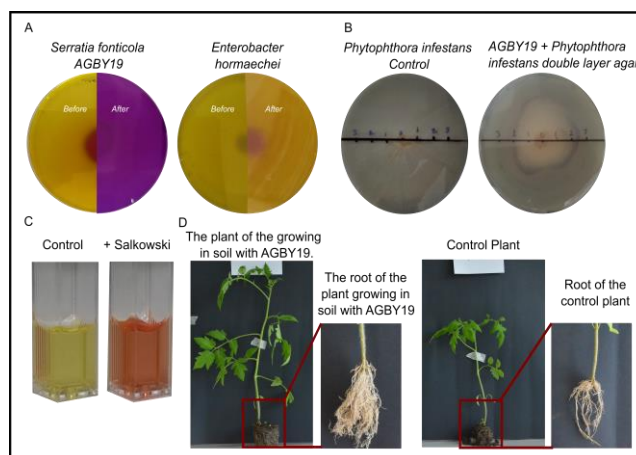 A
Serratia fonticola
AGBY19
Enterobacter
hormaechei
Before
After
Before
After
B
Phytophthora infestans
Control
AGBY19 + Phytophthora
infestans double layer agar
C
Control
+ Salkowski
D
The plant of the growing
in soil with AGBY19.
The root of the
plant growing in
soil with AGBY19
Control Plant
Root of the
control plant